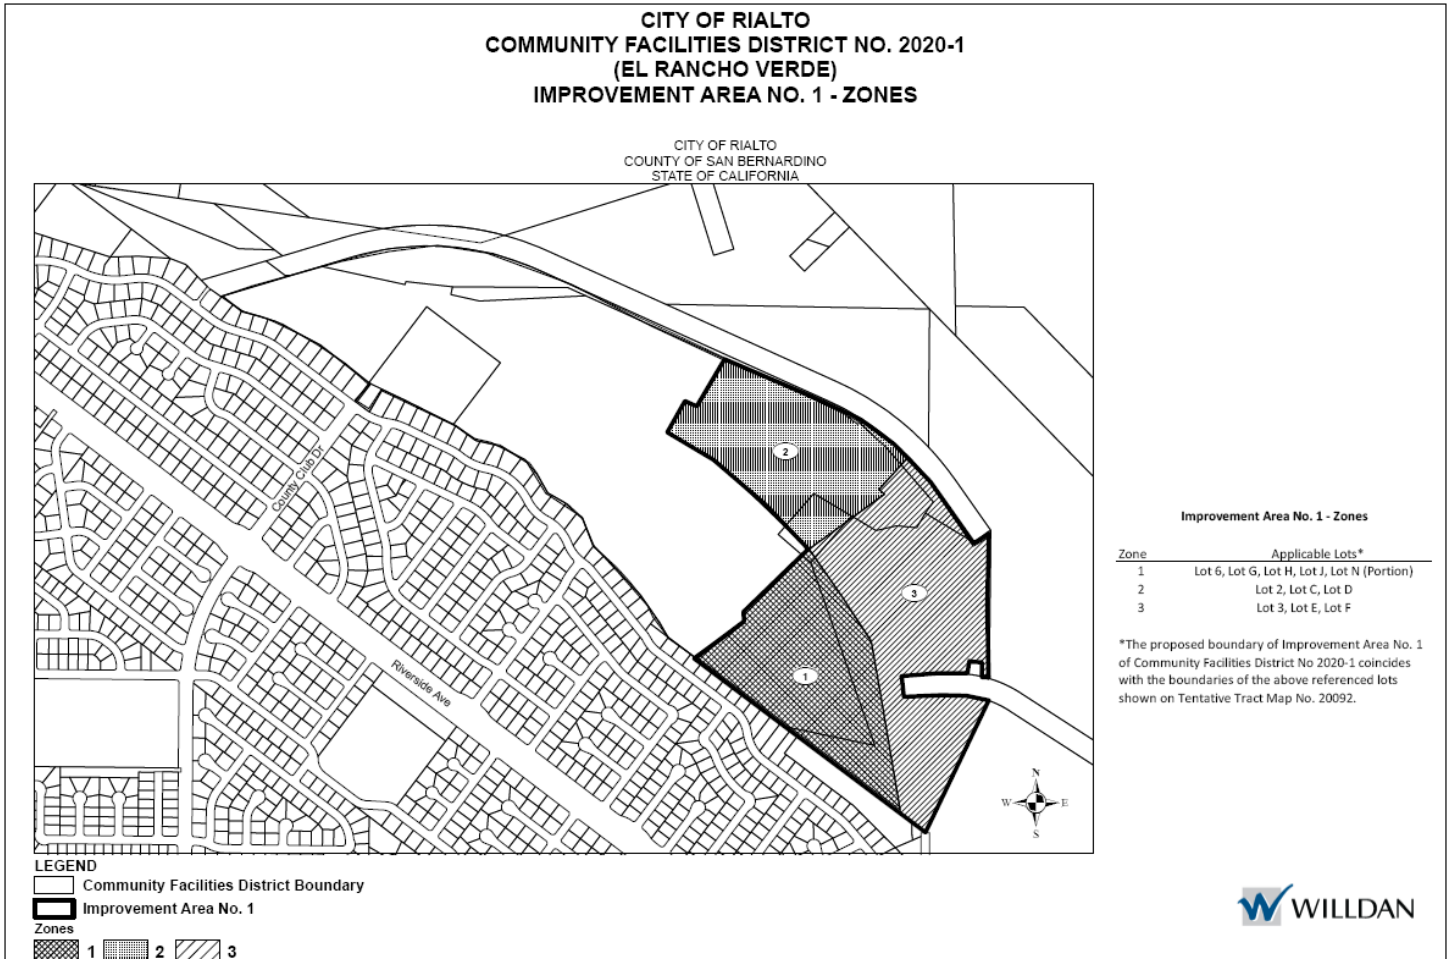 CITY OF RIALTO
COMMUNITY FACILITIES DISTRICT NO. 2020-1
(EL RANCHO VERDE)
IMPROVEMENT AREA NO. 1 - ZONES
CITY OF RIALTO
COUNTY OF SAN BERNARDINO
STATE OF CALIFORNIA
County Club Dr
Riverside Ave
2
3
1
N
W E
S
Improvement Area No. 1 - Zones
Zone Applicable Lots*
1 Lot 6, Lot G, Lot H, Lot J, Lot N (Portion)
2 Lot 2, Lot C, Lot D
3 Lot 3, Lot E, Lot F
*The proposed boundary of Improvement Area No. 1
of Community Facilities District No 2020-1 coincides
with the boundaries of the above referenced lots
shown on Tentative Tract Map No. 20092.
LEGEND
Community Facilities District Boundary
Improvement Area No. 1
Zones
1 2 3
WILLDAN